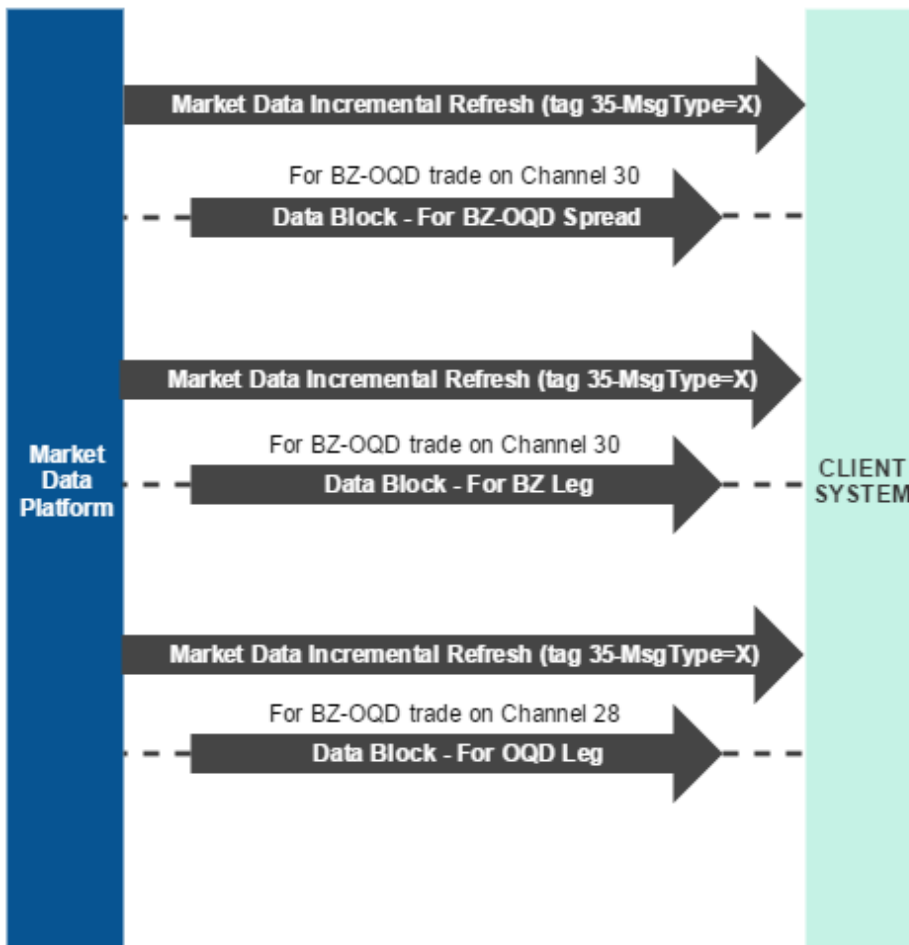 Market Data Incremental Refresh (tag 35-MsgType=X)
For BZ-OQD trade on Channel 30
Data Block - For BZ-OQD Spread
Market Data Incremental Refresh (tag 35-MsgType=X)
For BZ-OQD trade on Channel 30
Data Block - For BZ Leg
Market
Data
Platform
CLIENT
SYSTEM
Market Data Incremental Refresh (tag 35-MsgType=X)
For BZ-OQD trade on Channel 28
Data Block - For OQD Leg